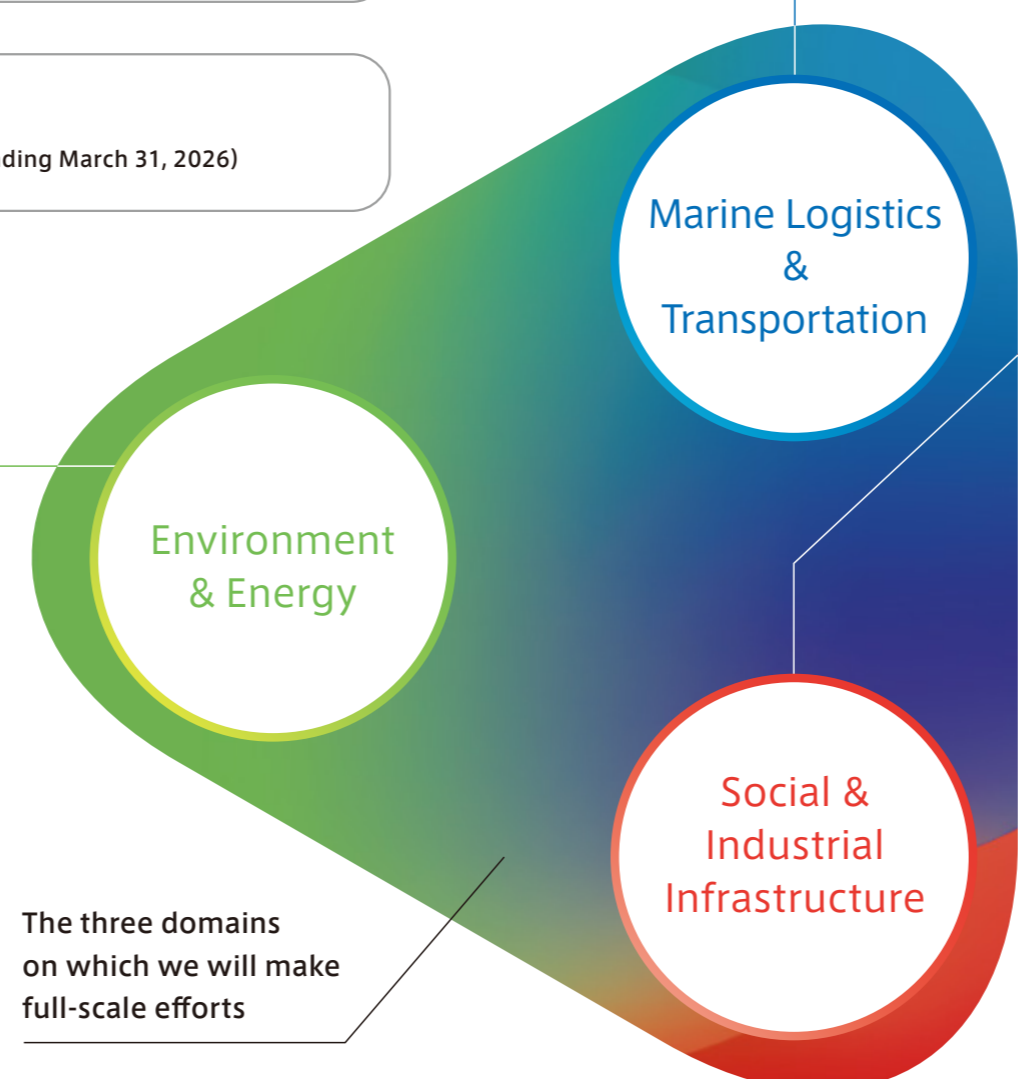 ding March 31, 2026)
Marine Logistics
&
Transportation
Environment
& Energy
Social &
Industrial
Infrastructure
The three domains
on which we will make
full-scale efforts